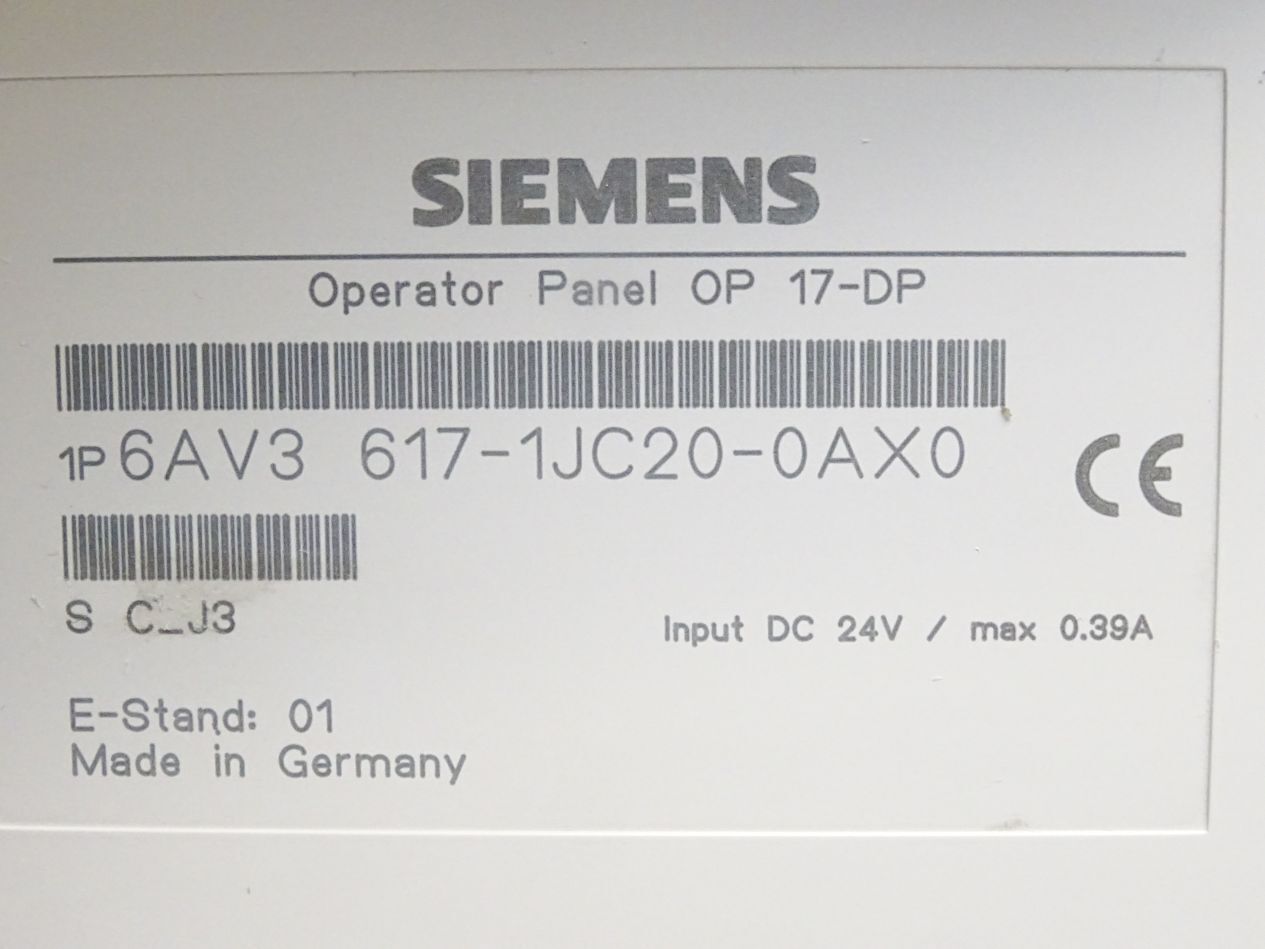 SIEMENS
Operator Panel OP 17-DP
1P 6AV3 617-1JC20-0AX0
CE
S C_J3
Input DC 24V / max 0.39A
E-Stand: 01
Made in Germany